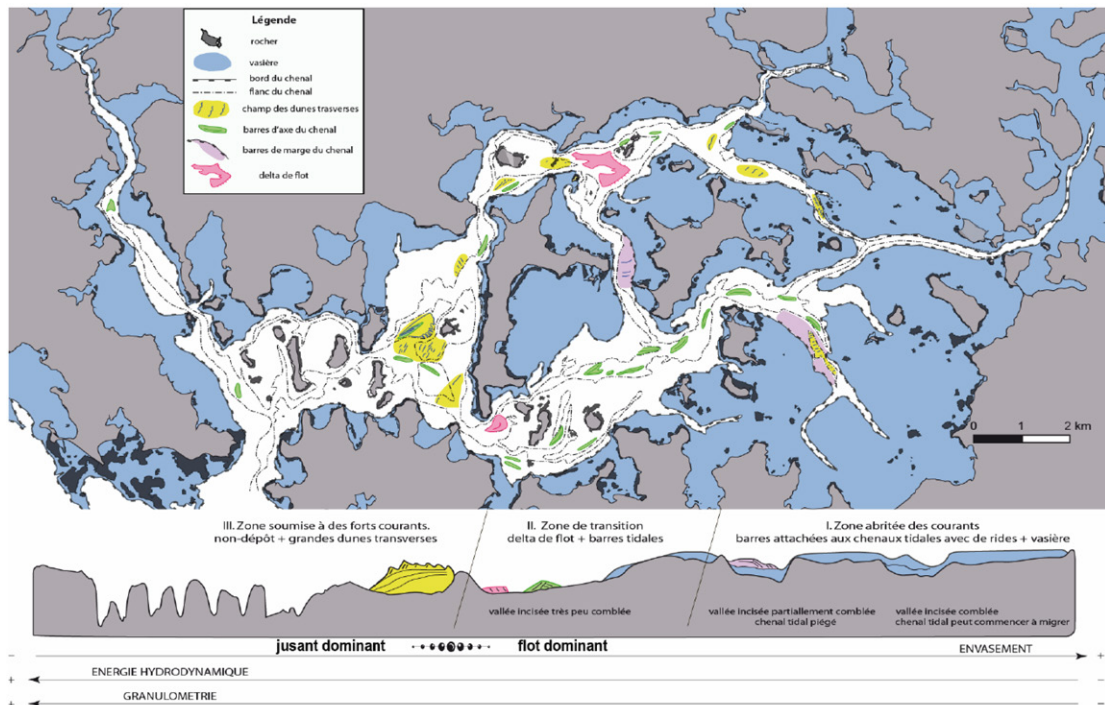 Légende
rocher
vasière
bord du chenal
flanc du chenal
champ des dunes trasverses
barres d'axe du chenal
barres de marge du chenal
delta de flot
0 1 2 km
III. Zone soumise à des forts courants.
non-dépôt + grandes dunes transverses
II. Zone de transition
delta de flot + barres tidales
I. Zone abritée des courants
barres attachées aux chenaux tidales avec de rides + vasière
vallée incisée très peu comblée
vallée incisée partiallement comblée
chenal tidal piégé
vallée incisée comblée
chenal tidal peut commencer à migrer
jusant dominant
flot dominant
ENVASEMENT
- +
ENERGIE HYDRODYNAMIQUE
+ -
GRANULOMETRIE
+ -